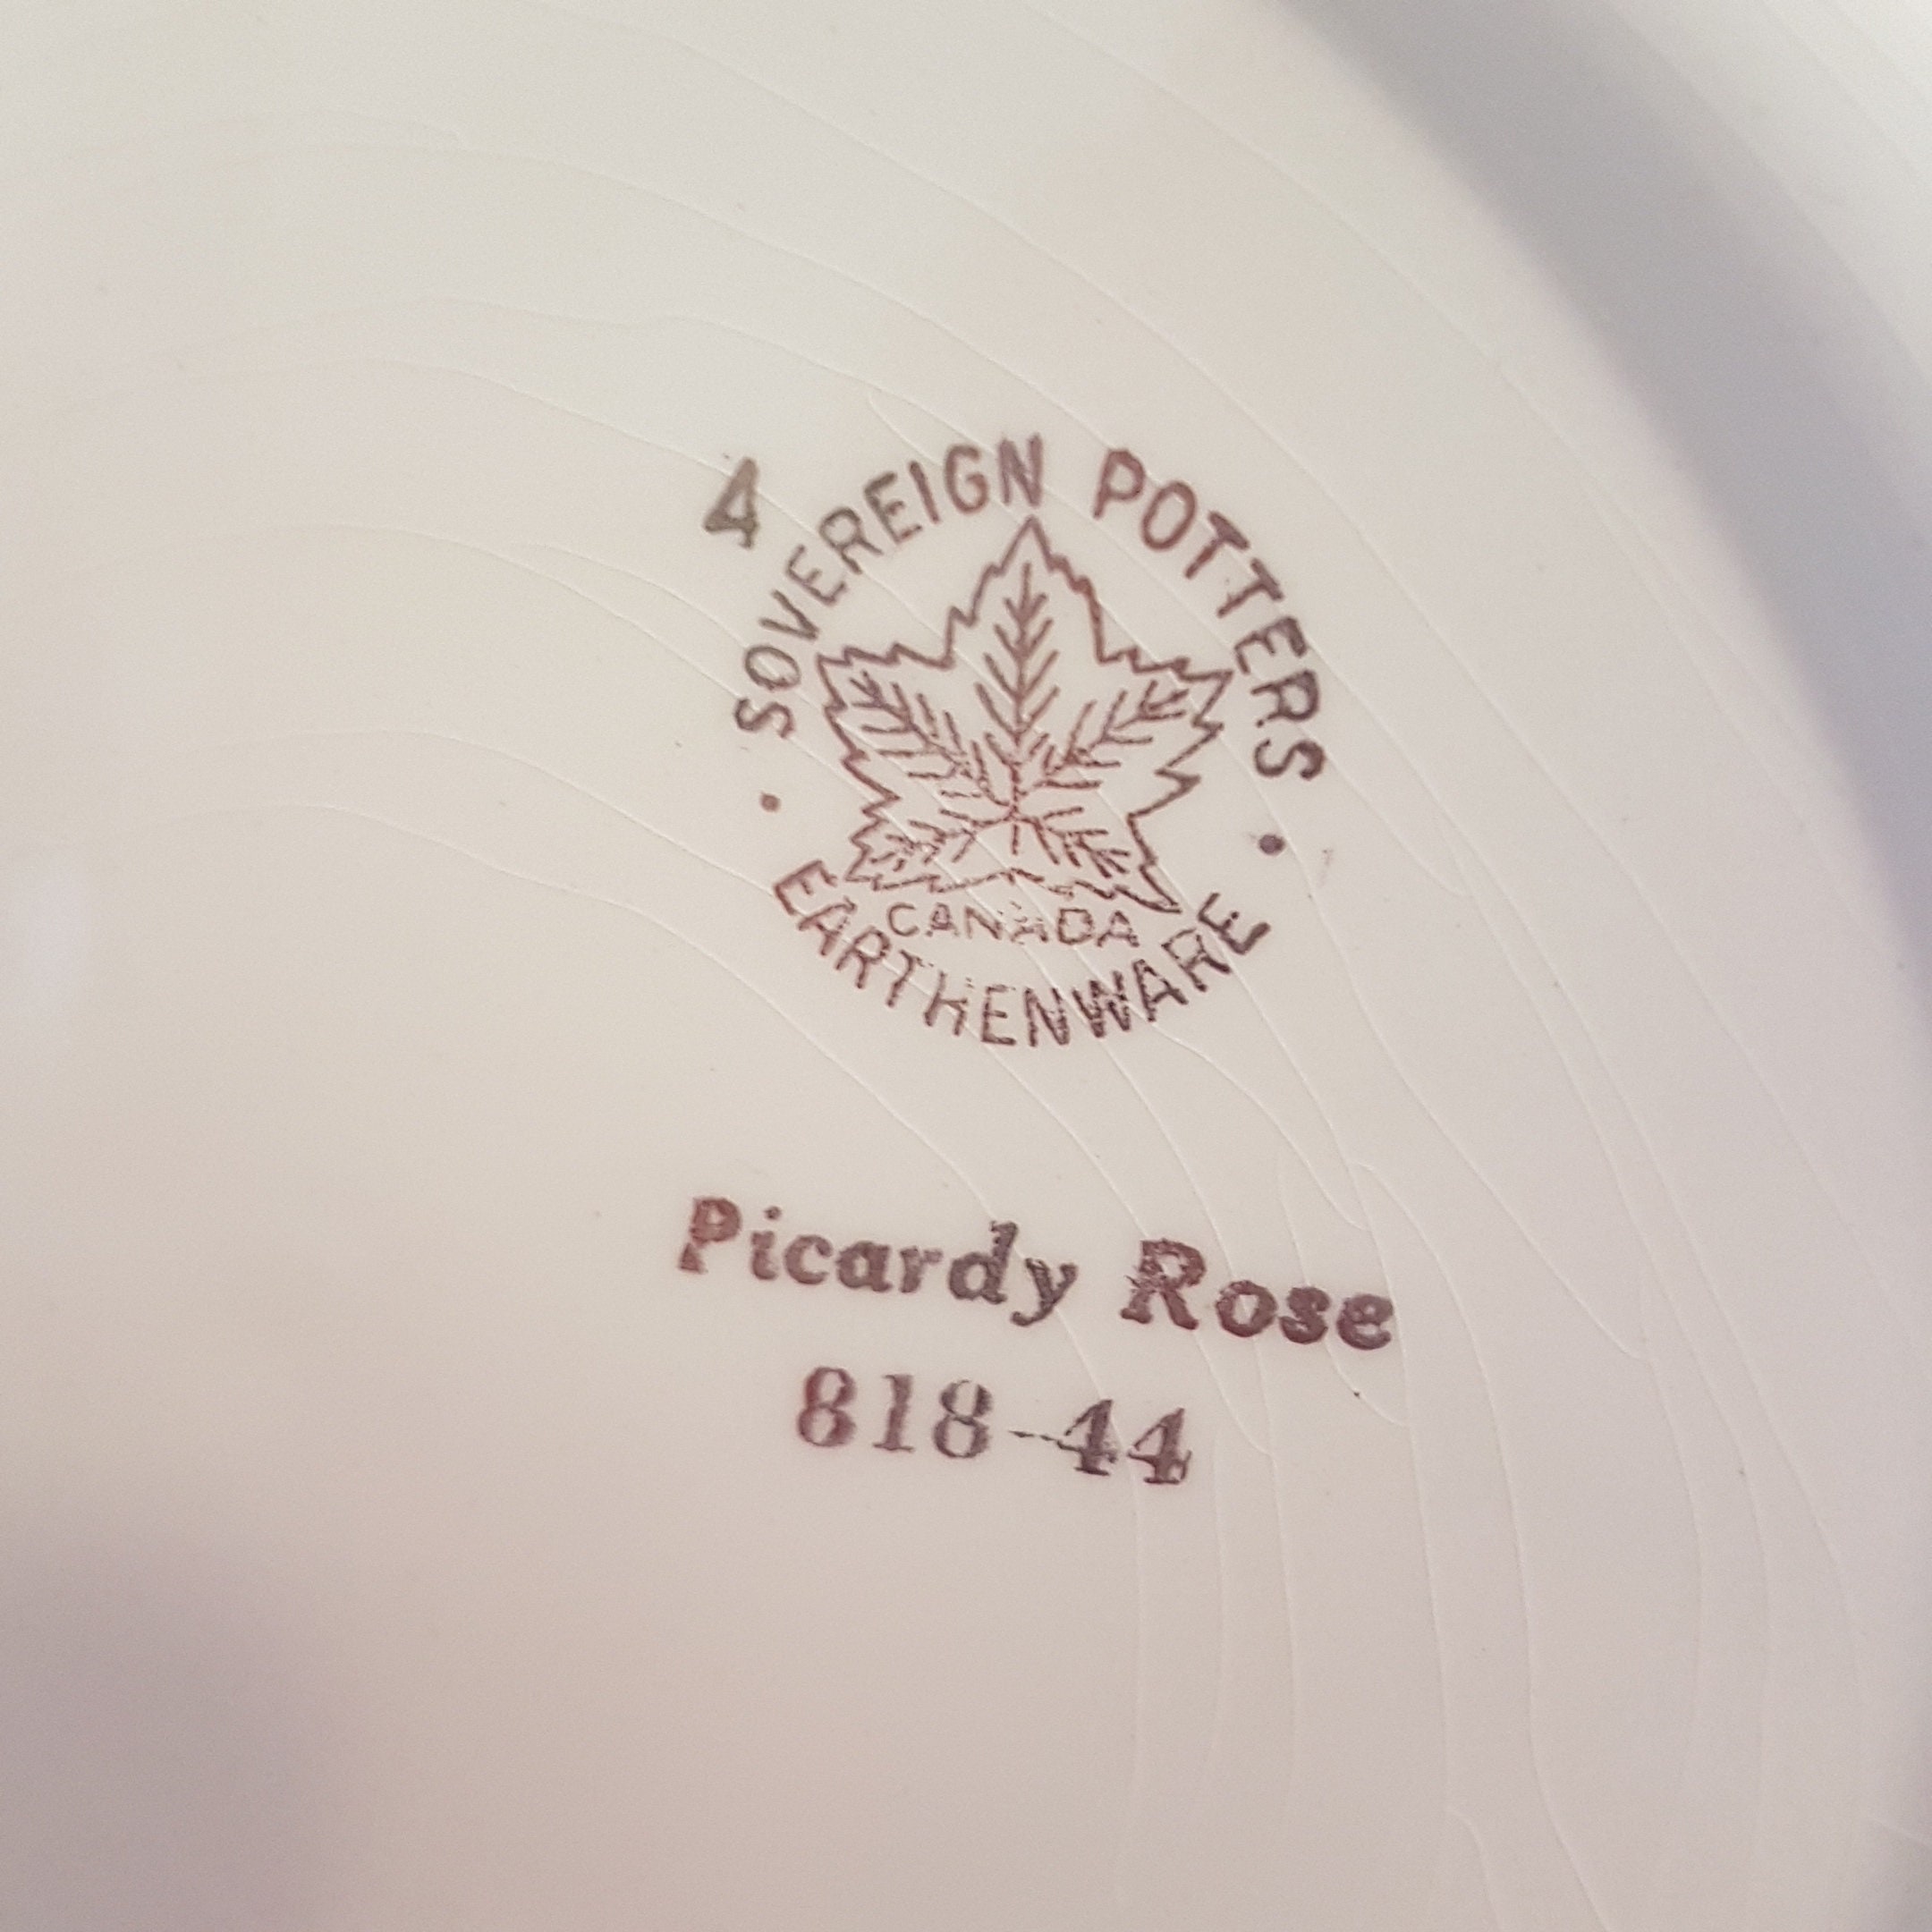 4
SOVEREIGN POTTERS
CANADA
EARTHENWARE
Picardy Rose
818-44